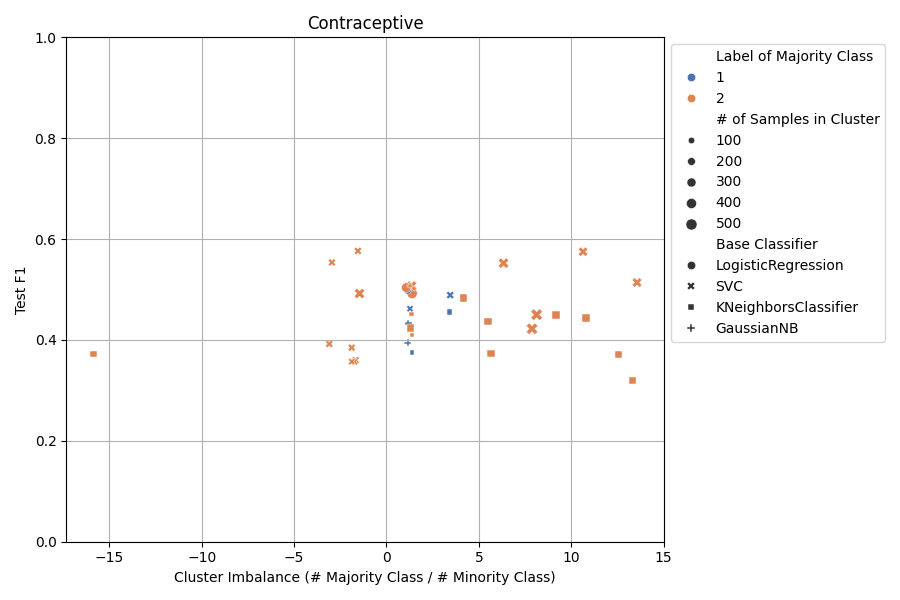 Contraceptive
1.0
0.8
0.6
0.4
0.2
0.0
Test F1
−15
−10
−5
0
5
10
15
Cluster Imbalance (# Majority Class / # Minority Class)
Label of Majority Class
1
2
# of Samples in Cluster
100
200
300
400
500
Base Classifier
LogisticRegression
SVC
KNeighborsClassifier
GaussianNB